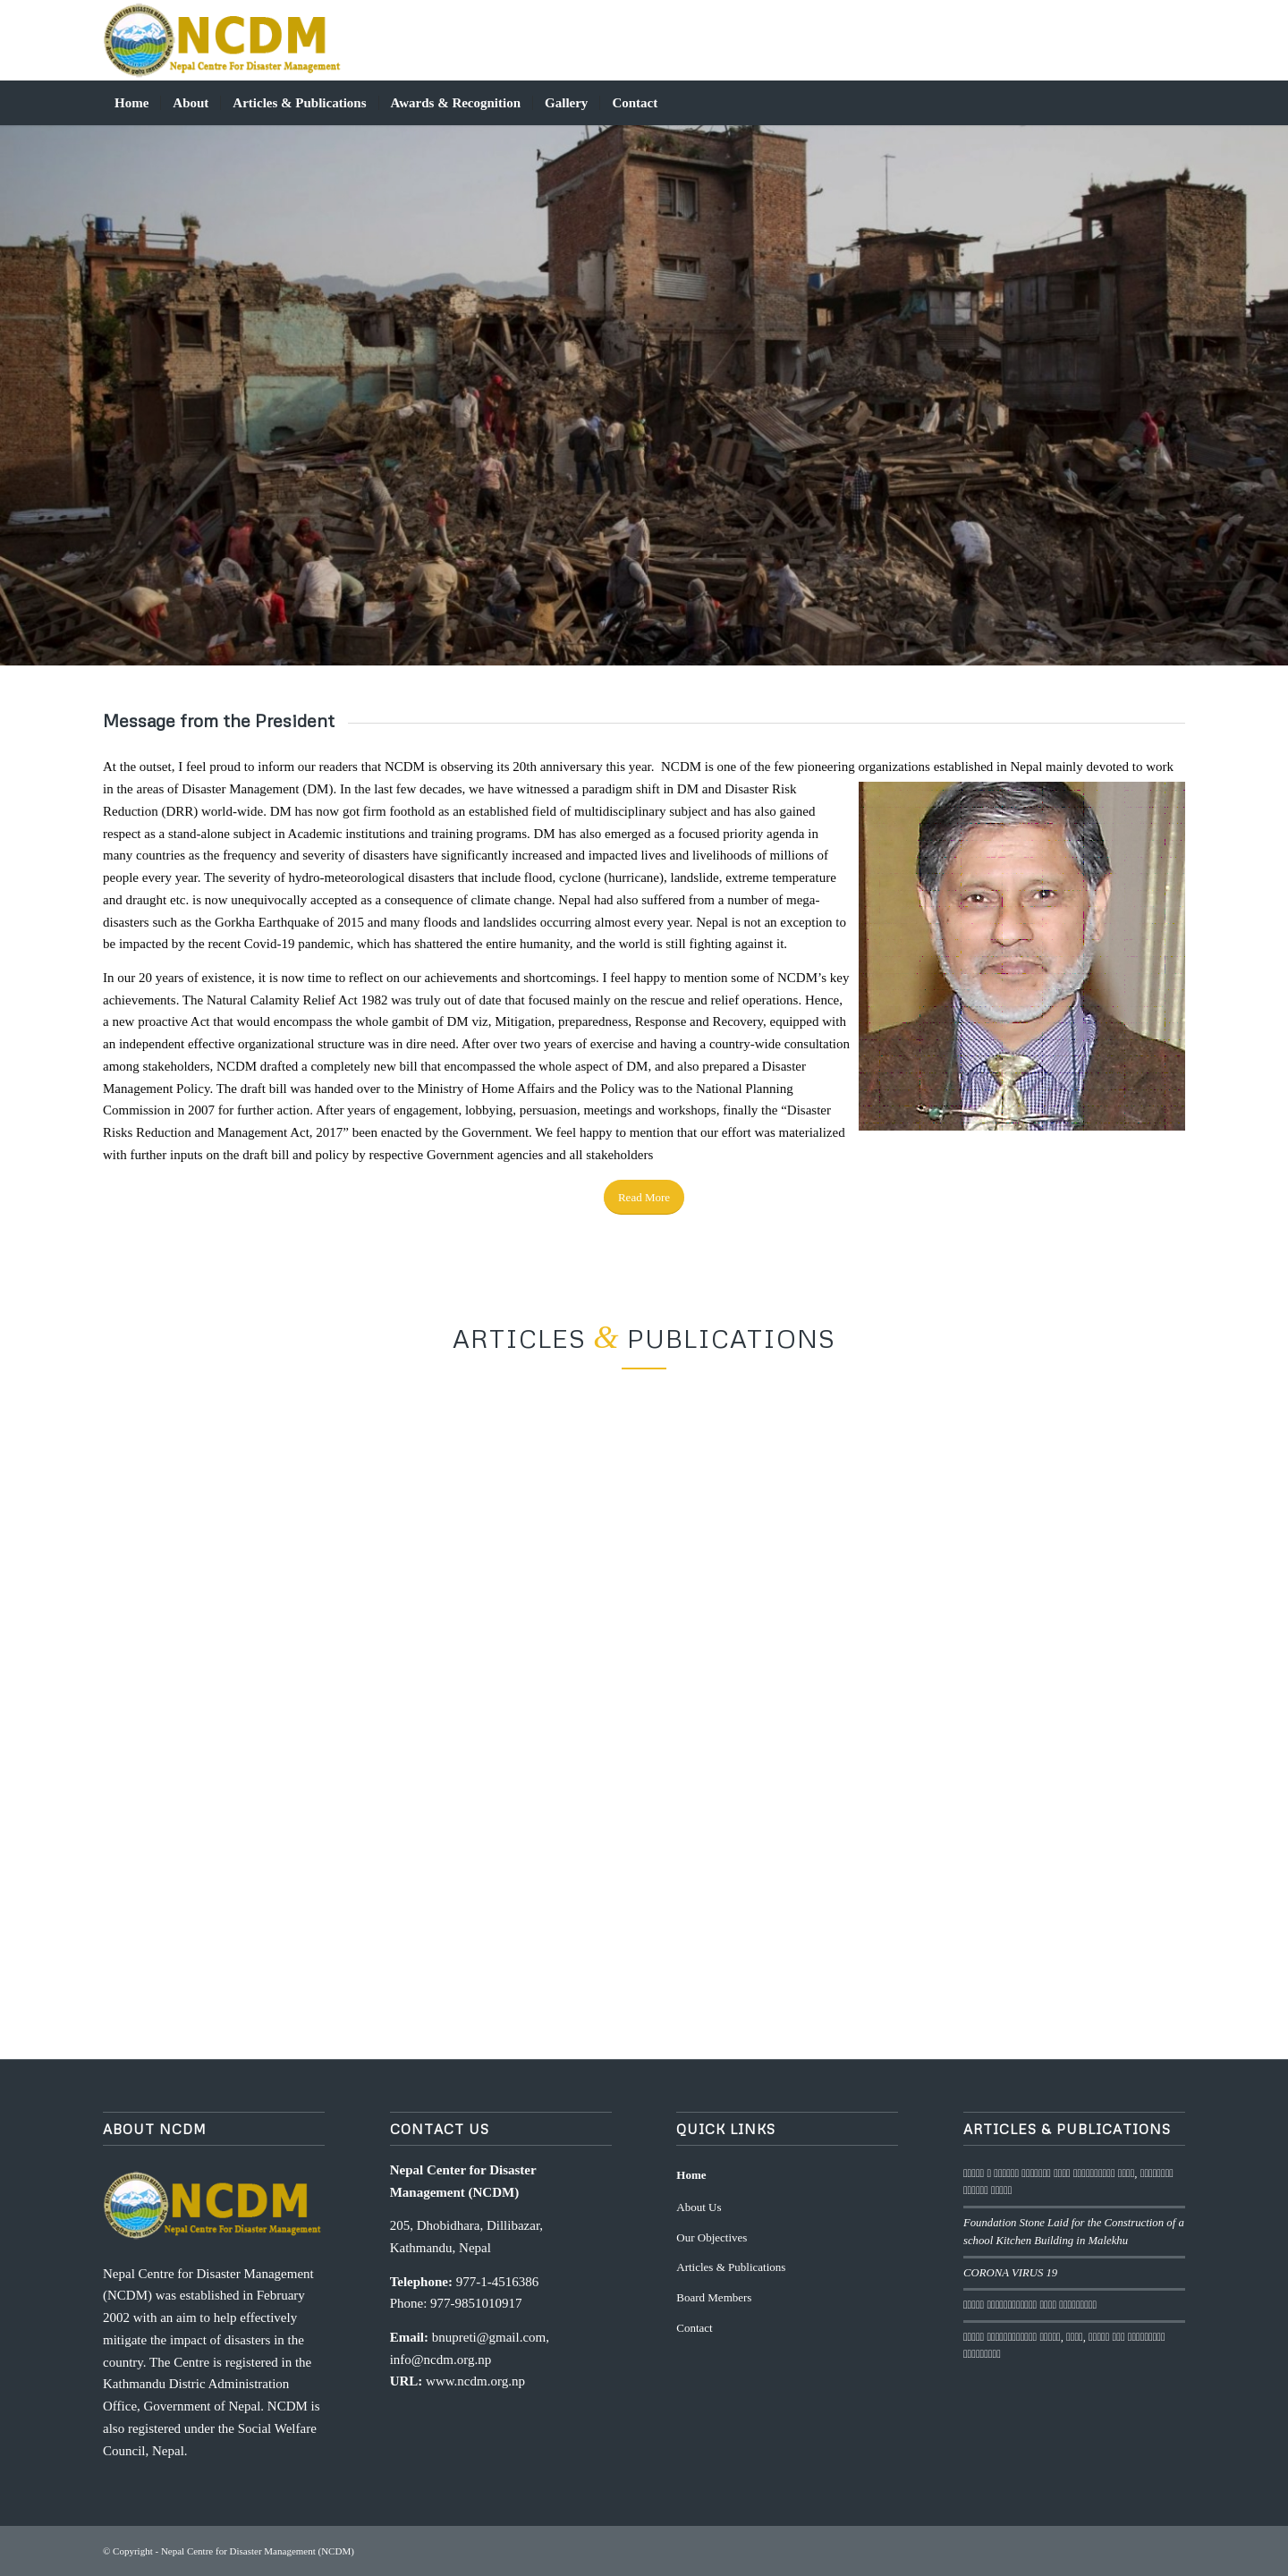 NCDM
Nepal Centre For Disaster Management
Home About Articles & Publications Awards & Recognition Gallery Contact
Message from the President
At the outset, I feel proud to inform our readers that NCDM is observing its 20th anniversary this year.  NCDM is one of the few pioneering organizations established in Nepal mainly devoted to work
in the areas of Disaster Management (DM). In the last few decades, we have witnessed a paradigm shift in DM and Disaster Risk
Reduction (DRR) world-wide. DM has now got firm foothold as an established field of multidisciplinary subject and has also gained
respect as a stand-alone subject in Academic institutions and training programs. DM has also emerged as a focused priority agenda in
many countries as the frequency and severity of disasters have significantly increased and impacted lives and livelihoods of millions of
people every year. The severity of hydro-meteorological disasters that include flood, cyclone (hurricane), landslide, extreme temperature
and draught etc. is now unequivocally accepted as a consequence of climate change. Nepal had also suffered from a number of mega-
disasters such as the Gorkha Earthquake of 2015 and many floods and landslides occurring almost every year. Nepal is not an exception to
be impacted by the recent Covid-19 pandemic, which has shattered the entire humanity, and the world is still fighting against it.
In our 20 years of existence, it is now time to reflect on our achievements and shortcomings. I feel happy to mention some of NCDM’s key
achievements. The Natural Calamity Relief Act 1982 was truly out of date that focused mainly on the rescue and relief operations. Hence,
a new proactive Act that would encompass the whole gambit of DM viz, Mitigation, preparedness, Response and Recovery, equipped with
an independent effective organizational structure was in dire need. After over two years of exercise and having a country-wide consultation
among stakeholders, NCDM drafted a completely new bill that encompassed the whole aspect of DM, and also prepared a Disaster
Management Policy. The draft bill was handed over to the Ministry of Home Affairs and the Policy was to the National Planning
Commission in 2007 for further action. After years of engagement, lobbying, persuasion, meetings and workshops, finally the “Disaster
Risks Reduction and Management Act, 2017” been enacted by the Government. We feel happy to mention that our effort was materialized
with further inputs on the draft bill and policy by respective Government agencies and all stakeholders
Read More
ARTICLES & PUBLICATIONS
ABOUT NCDM
NCDM
Nepal Centre For Disaster Management
Nepal Centre for Disaster Management
(NCDM) was established in February
2002 with an aim to help effectively
mitigate the impact of disasters in the
country. The Centre is registered in the
Kathmandu Distric Administration
Office, Government of Nepal. NCDM is
also registered under the Social Welfare
Council, Nepal.
CONTACT US
Nepal Center for Disaster
Management (NCDM)
205, Dhobidhara, Dillibazar,
Kathmandu, Nepal
Telephone: 977-1-4516386
Phone: 977-9851010917
Email: bnupreti@gmail.com,
info@ncdm.org.np
URL: www.ncdm.org.np
QUICK LINKS
Home
About Us
Our Objectives
Articles & Publications
Board Members
Contact
ARTICLES & PUBLICATIONS
Foundation Stone Laid for the Construction of a
school Kitchen Building in Malekhu
CORONA VIRUS 19
© Copyright - Nepal Centre for Disaster Management (NCDM)